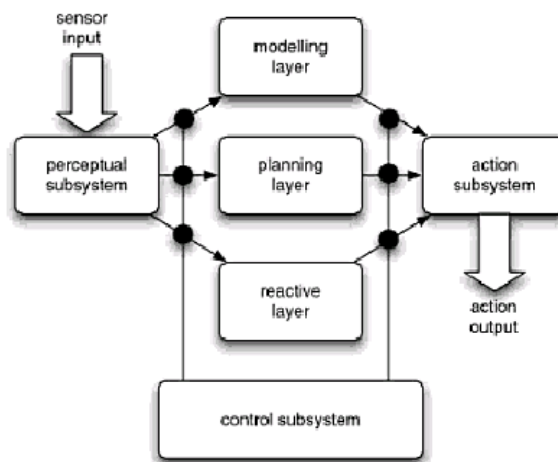 sensor
input
modelling
layer
perceptual
subsystem
planning
layer
action
subsystem
reactive
layer
action
output
control subsystem